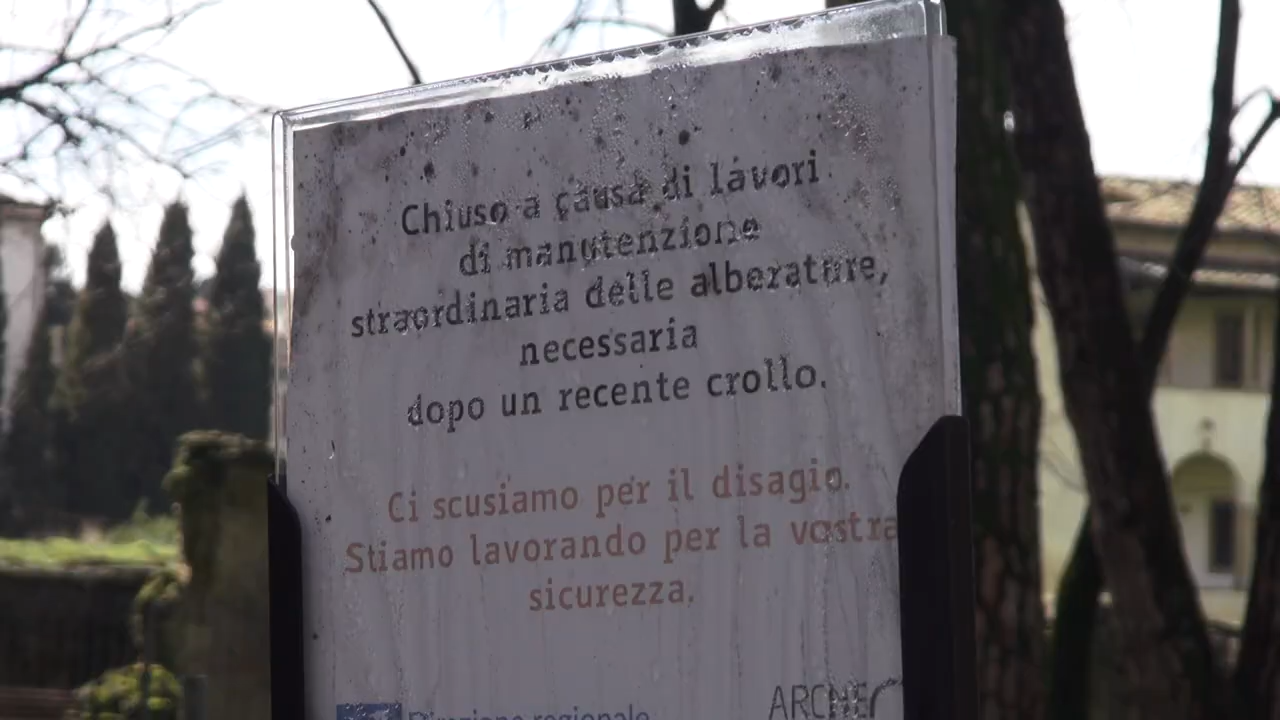 Chiuso a causa di lavori
di manutenzione
straordinaria delle alberature,
necessaria
dopo un recente crollo.
Ci scusiamo per il disagio.
Stiamo lavorando per la vostra
sicurezza.
Direzione regionale